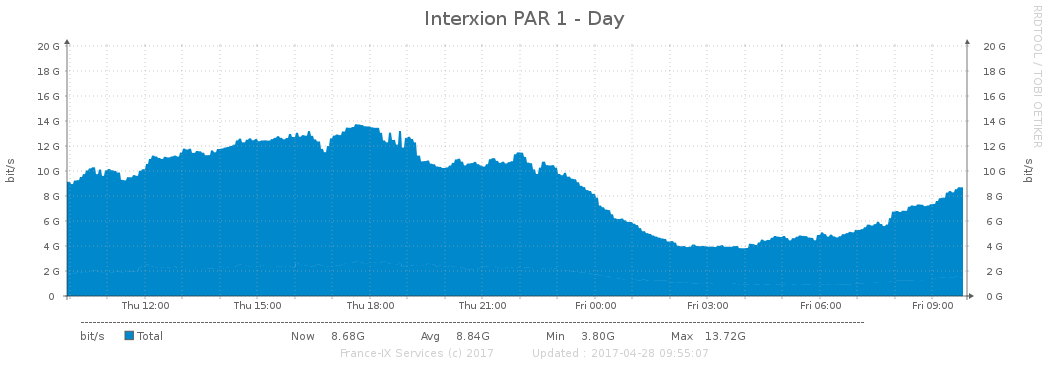 Interxion PAR 1 - Day
RRDTOOL / TOBI OETIKER
20 G 20 G
18 G 18 G
16 G 16 G
14 G 14 G
12 G 12 G
10 G 10 G
8 G 8 G
6 G 6 G
4 G 4 G
2 G 2 G
0 0 G
bit/s
bit/s
Thu 12:00 Thu 15:00 Thu 18:00 Thu 21:00 Fri 00:00 Fri 03:00 Fri 06:00 Fri 09:00
bit/s Total Now 8.68G Avg 8.84G Min 3.80G Max 13.72G
France-IX Services (c) 2017 Updated : 2017-04-28 09:55:07